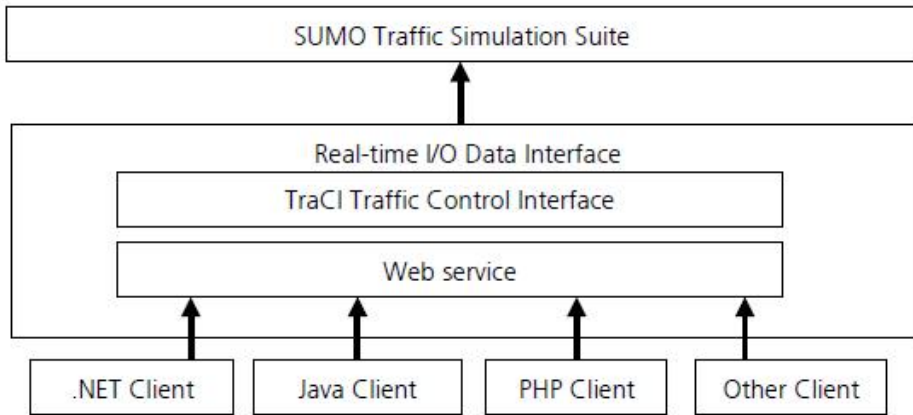 SUMO Traffic Simulation Suite
Real-time I/O Data Interface
TraCI Traffic Control Interface
Web service
.NET Client
Java Client
PHP Client
Other Client